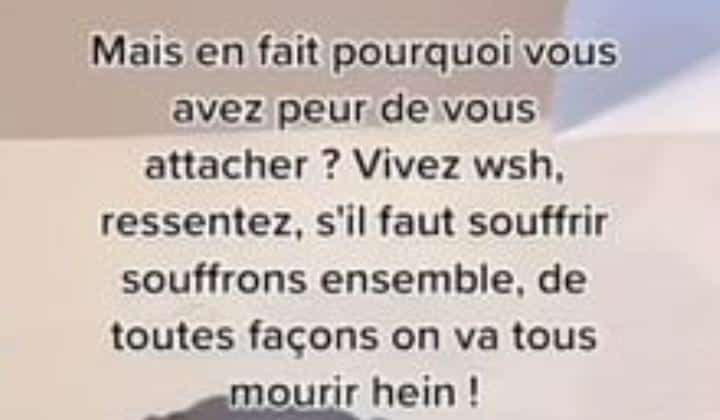 Mais en fait pourquoi vous
avez peur de vous
attacher ? Vivez wsh,
ressentez, s'il faut souffrir
souffrons ensemble, de
toutes façons on va tous
mourir hein !